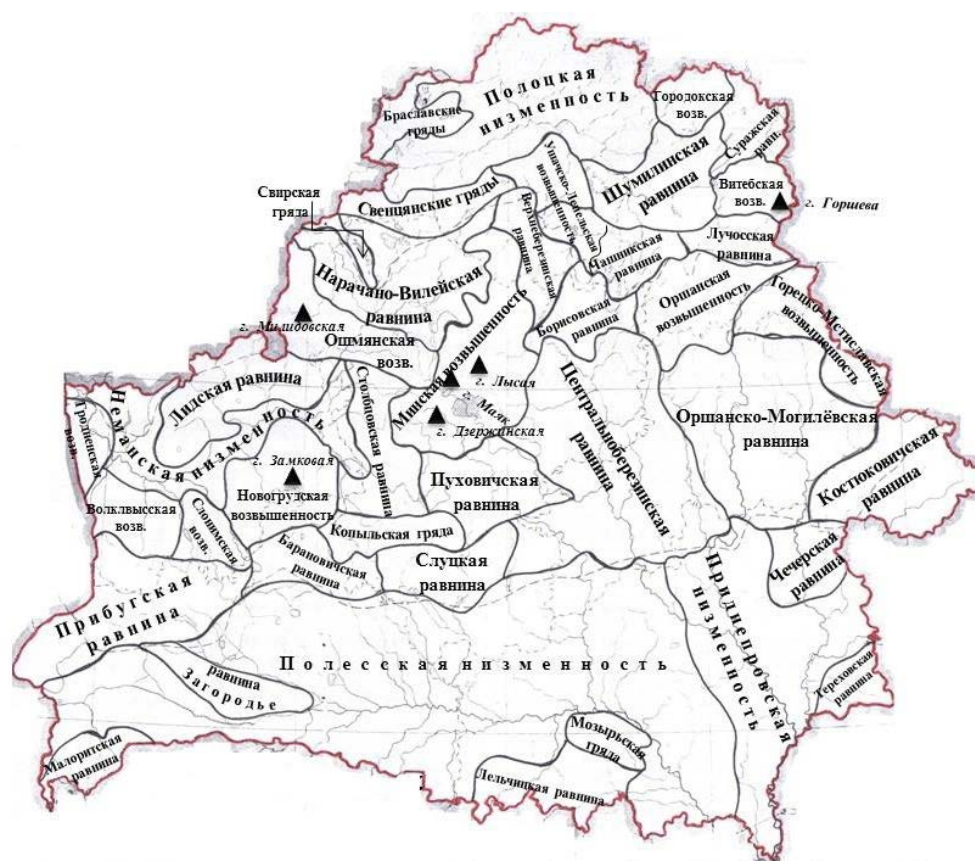 Полоцкая
низменность
Городокская
возв.
Браславские
гряды
Суражская
равн.
Ушачско-Лепельская
возвышенность
Шумилинская
равнина
Витебская
возв.
г. Горшева
Свирская
гряда
Свенцянские гряды
Верхнеберезинская
равнина
Чашникская
равнина
Лучосская
равнина
Нарачано-Вилейская
равнина
Борисовская
равнина
Оршанская
возвышенность
Горецко-Мстиславская
возвышенность
г. Милидовская
Ошмянская
возв.
Минская возвышенность
г. Лысая
г. Маяк
г. Дзержинская
Лидская равнина
Столбцовская равнина
Центральноберезинская
равнина
Оршанско-Могилёвская
равнина
Неманская низменность
Гродненская
возв.
г. Замковая
Новогрудская
возвышенность
Пуховичская
равнина
Костюковичская
равнина
Волклвысская
возв.
Слонимская
возв.
Копыльская гряда
Барановичская
равнина
Слуцкая
равнина
Чечерская
равнина
Прибугская
равнина
Приднепровская
низменность
Полесская низменность
равнина
Загородье
Тереховская
равнина
Мозырьская
гряда
Малоритская
равнина
Лельчицкая равнина